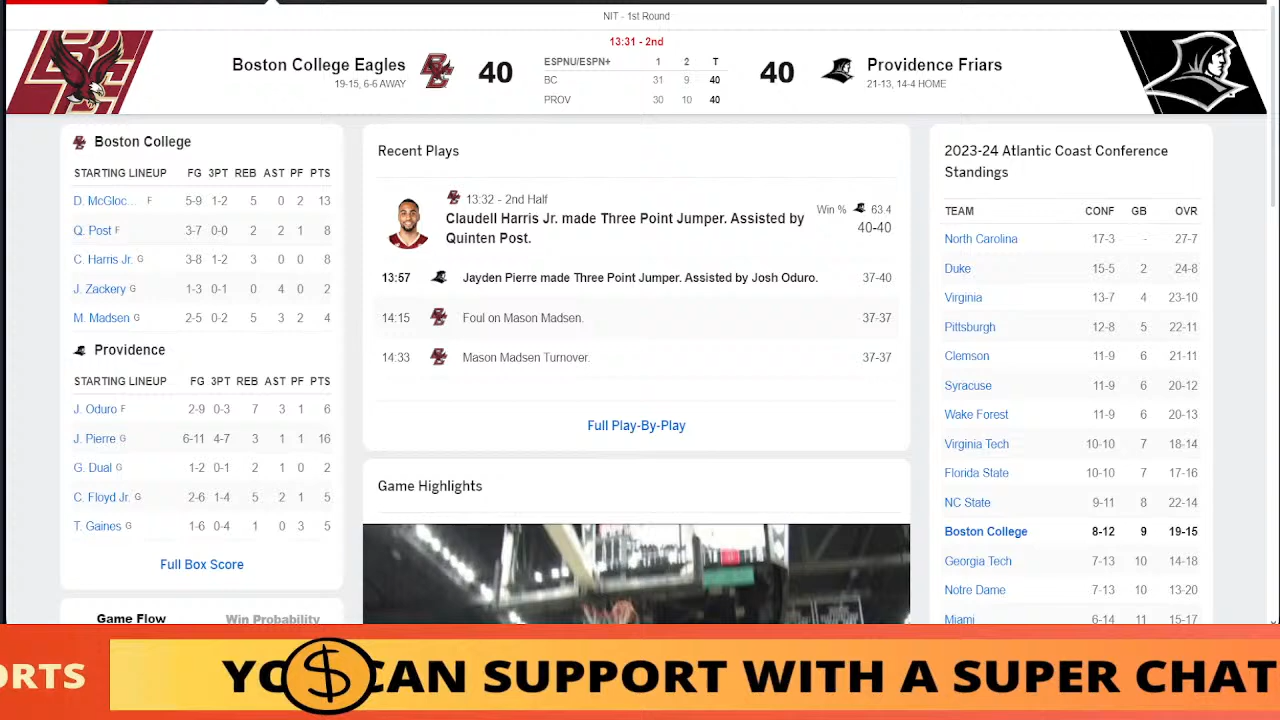 NIT - 1st Round
13:31 - 2nd
Boston College Eagles
19-15, 6-6 AWAY
40
ESPNU/ESPN+ 1 2 T
BC 31 9 40
PROV 30 10 40
40
Providence Friars
21-13, 14-4 HOME
Boston College
STARTING LINEUP FG 3PT REB AST PF PTS
D. McGloc... F 5-9 1-2 5 0 2 13
Q. Post F 3-7 0-0 2 2 1 8
C. Harris Jr. G 3-8 1-2 3 0 0 8
J. Zackery G 1-3 0-1 0 4 0 2
M. Madsen G 2-5 0-2 5 3 2 4
Providence
STARTING LINEUP FG 3PT REB AST PF PTS
J. Oduro F 2-9 0-3 7 3 1 6
J. Pierre G 6-11 4-7 3 1 1 16
G. Dual G 1-2 0-1 2 1 0 2
C. Floyd Jr. G 2-6 1-4 5 2 1 5
T. Gaines G 1-6 0-4 1 0 3 5
Full Box Score
Game Flow Win Probability
Recent Plays
13:32 - 2nd Half
Claudell Harris Jr. made Three Point Jumper. Assisted by
Quinten Post.
Win % 63.4
40-40
13:57 Jayden Pierre made Three Point Jumper. Assisted by Josh Oduro. 37-40
14:15 Foul on Mason Madsen. 37-37
14:33 Mason Madsen Turnover. 37-37
Full Play-By-Play
Game Highlights
2023-24 Atlantic Coast Conference
Standings
TEAM CONF GB OVR
North Carolina 17-3 - 27-7
Duke 15-5 2 24-8
Virginia 13-7 4 23-10
Pittsburgh 12-8 5 22-11
Clemson 11-9 6 21-11
Syracuse 11-9 6 20-12
Wake Forest 11-9 6 20-13
Virginia Tech 10-10 7 18-14
Florida State 10-10 7 17-16
NC State 9-11 8 22-14
Boston College 8-12 9 19-15
Georgia Tech 7-13 10 14-18
Notre Dame 7-13 10 13-20
Miami 6-14 11 15-17
ORTS YO $ CAN SUPPORT WITH A SUPER CHAT